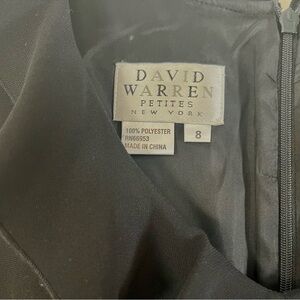 DAVID
WARREN
PETITES
NEW YORK
100% POLYESTER
RN66953
MADE IN CHINA
8